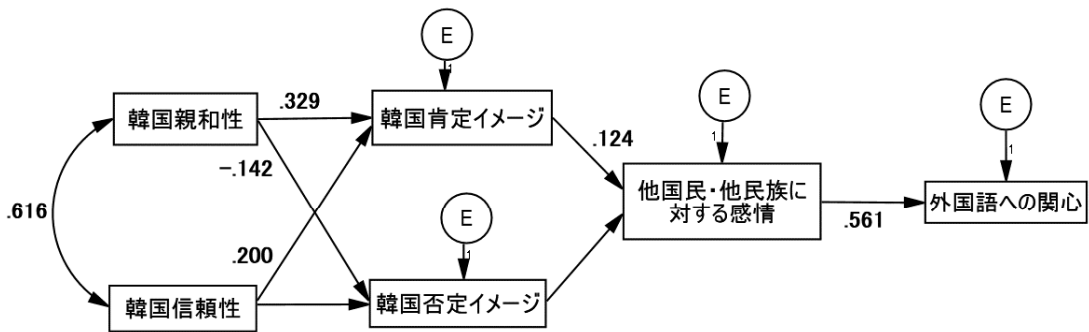 E
1
韓国親和性
.329
韓国肯定イメージ
.124
E
1
E
1
-.142
.616
他国民・他民族に
対する感情
.561
外国語への関心
E
1
.200
韓国信頼性
韓国否定イメージ